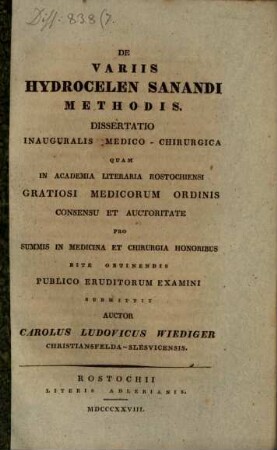 Diss. 838 (7.
DE
VARIIS
HYDROCELEN SANANDI
METHODIS.
DISSERTATIO
INAUGURALIS MEDICO-CHIRURGICA
QUAM
IN ACADEMIA LITERARIA ROSTOCHIENSI
GRATIOSI MEDICORUM ORDINIS
CONSENSU ET AUCTORITATE
PRO
SUMMIS IN MEDICINA ET CHIRURGIA HONORIBUS
RITE OBTINENDIS
PUBLICO ERUDITORUM EXAMINI
SUBMITTIT
AUCTOR
CAROLUS LUDOVICUS WIEDIGER
CHRISTIANSFELDA-SLESVICENSIS.
ROSTOCHII
LITERIS ADLERIANIS.
MDCCCXXVIII.